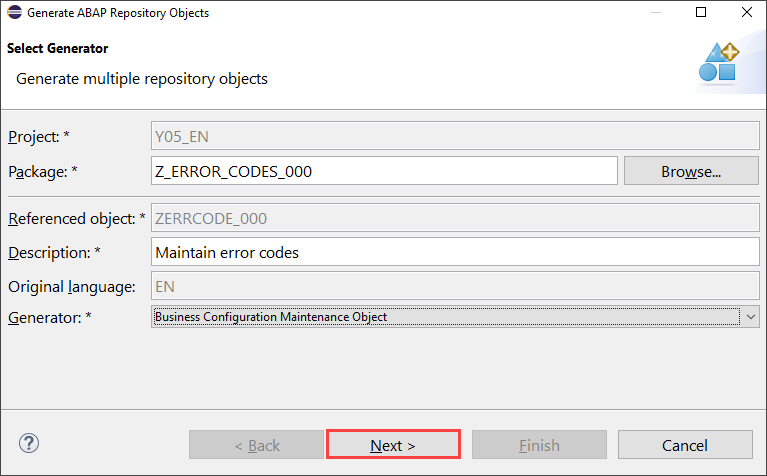 Generate ABAP Repository Objects
Select Generator
Generate multiple repository objects
Project: * Y05_EN
Package: * Z_ERROR_CODES_000 Browse...
Referenced object: * ZERRCODE_000
Description: * Maintain error codes
Original language: EN
Generator: * Business Configuration Maintenance Object
? < Back Next > Finish Cancel